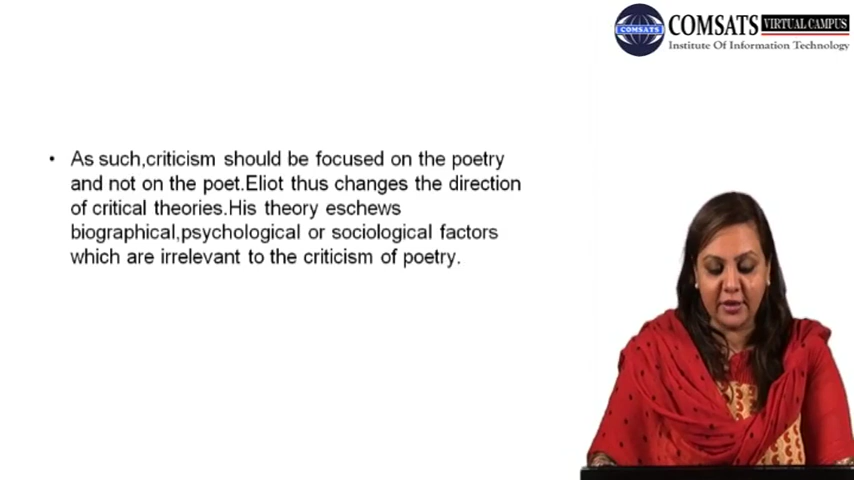 COMSATS VIRTUAL CAMPUS
COMSATS
Institute Of Information Technology
• As such,criticism should be focused on the poetry
and not on the poet.Eliot thus changes the direction
of critical theories.His theory eschews
biographical,psychological or sociological factors
which are irrelevant to the criticism of poetry.